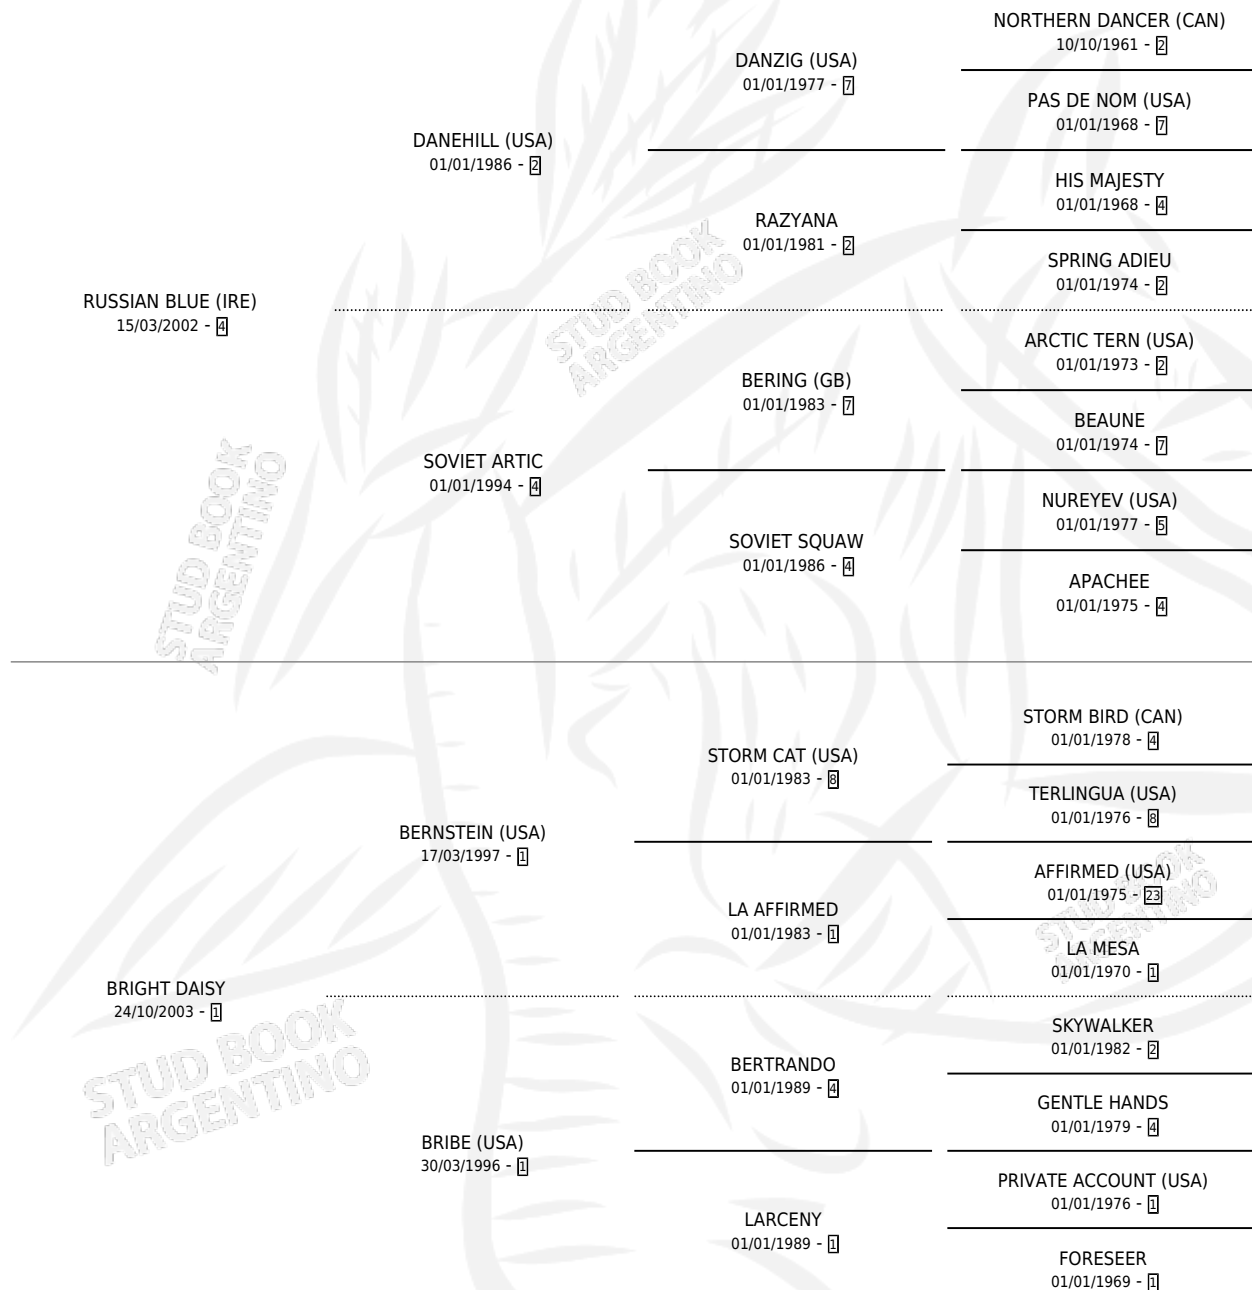 NORTHERN DANCER (CAN)
10/10/1961 - 2
DANZIG (USA)
01/01/1977 - 7
PAS DE NOM (USA)
01/01/1968 - 7
DANEHILL (USA)
01/01/1986 - 2
HIS MAJESTY
01/01/1968 - 4
RAZYANA
01/01/1981 - 2
SPRING ADIEU
01/01/1974 - 2
RUSSIAN BLUE (IRE)
15/03/2002 - 4
ARCTIC TERN (USA)
01/01/1973 - 2
BERING (GB)
01/01/1983 - 7
BEAUNE
01/01/1974 - 7
SOVIET ARTIC
01/01/1994 - 4
NUREYEV (USA)
01/01/1977 - 5
SOVIET SQUAW
01/01/1986 - 4
APACHEE
01/01/1975 - 4
STORM BIRD (CAN)
01/01/1978 - 4
STORM CAT (USA)
01/01/1983 - 8
TERLINGUA (USA)
01/01/1976 - 8
BERNSTEIN (USA)
17/03/1997 - 1
AFFIRMED (USA)
01/01/1975 - 23
LA AFFIRMED
01/01/1983 - 1
LA MESA
01/01/1970 - 1
BRIGHT DAISY
24/10/2003 - 1
SKYWALKER
01/01/1982 - 2
BERTRANDO
01/01/1989 - 4
GENTLE HANDS
01/01/1979 - 4
BRIBE (USA)
30/03/1996 - 1
PRIVATE ACCOUNT (USA)
01/01/1976 - 1
LARCENY
01/01/1989 - 1
FORESEER
01/01/1969 - 1
STUD BOOK
ARGENTINO
STUD BOOK
ARGENTINO
STUD BOOK
ARGENTINO
STUD BOOK
ARGENTINO